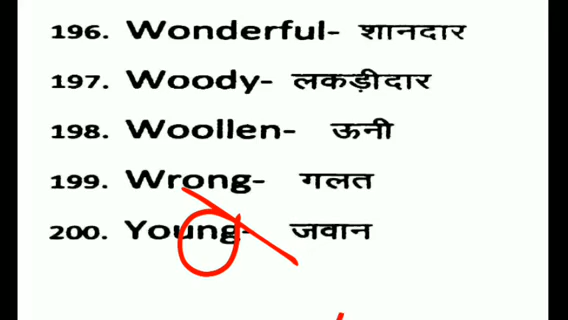 196. Wonderful- शानदार
197. Woody- लकड़ीदार
198. Woollen- ऊनी
199. Wrong- गलत
200. Young- जवान